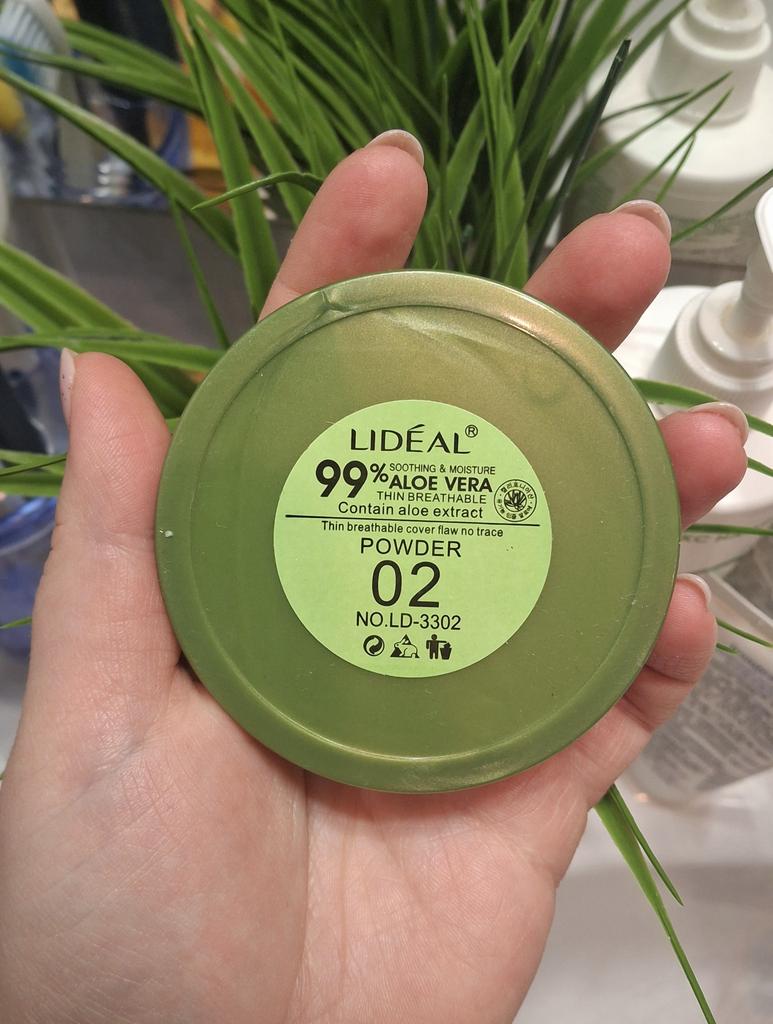 LIDÉAL®
99% SOOTHING & MOISTURE
ALOE VERA
THIN BREATHABLE
Contain aloe extract
Thin breathable cover flaw no trace
POWDER
02
NO.LD-3302